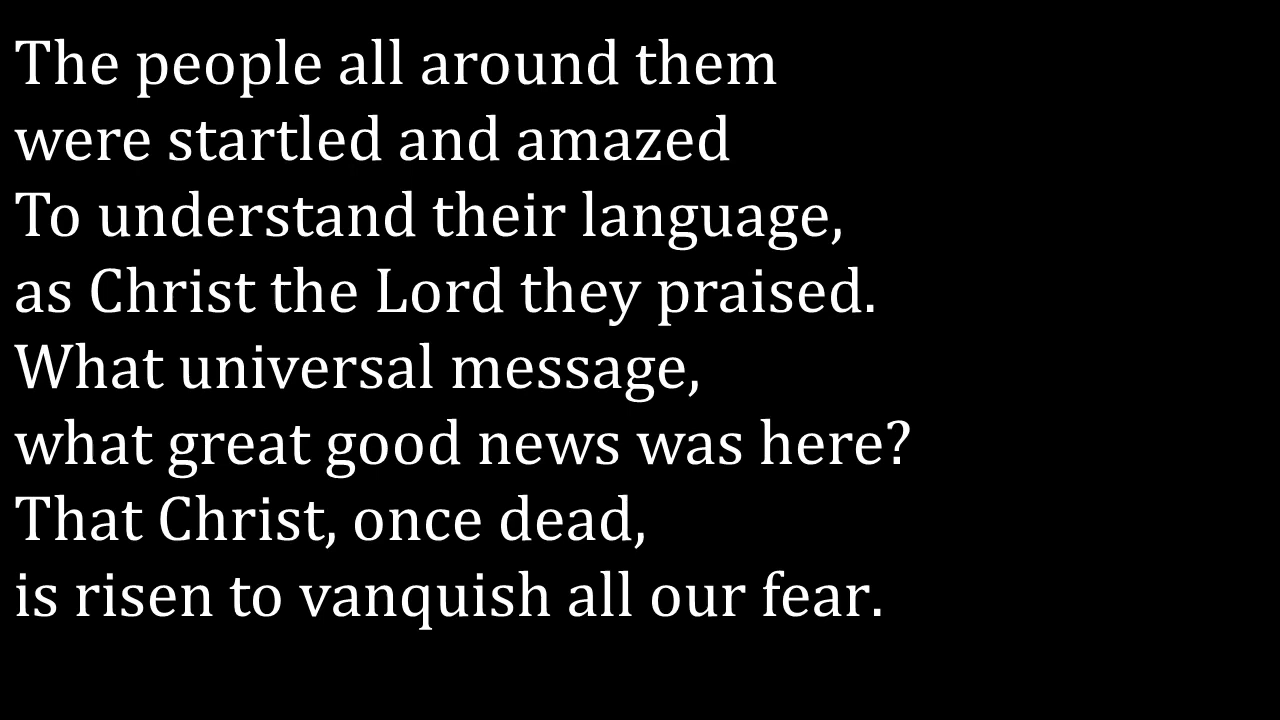 The people all around them
were startled and amazed
To understand their language,
as Christ the Lord they praised.
What universal message,
what great good news was here?
That Christ, once dead,
is risen to vanquish all our fear.